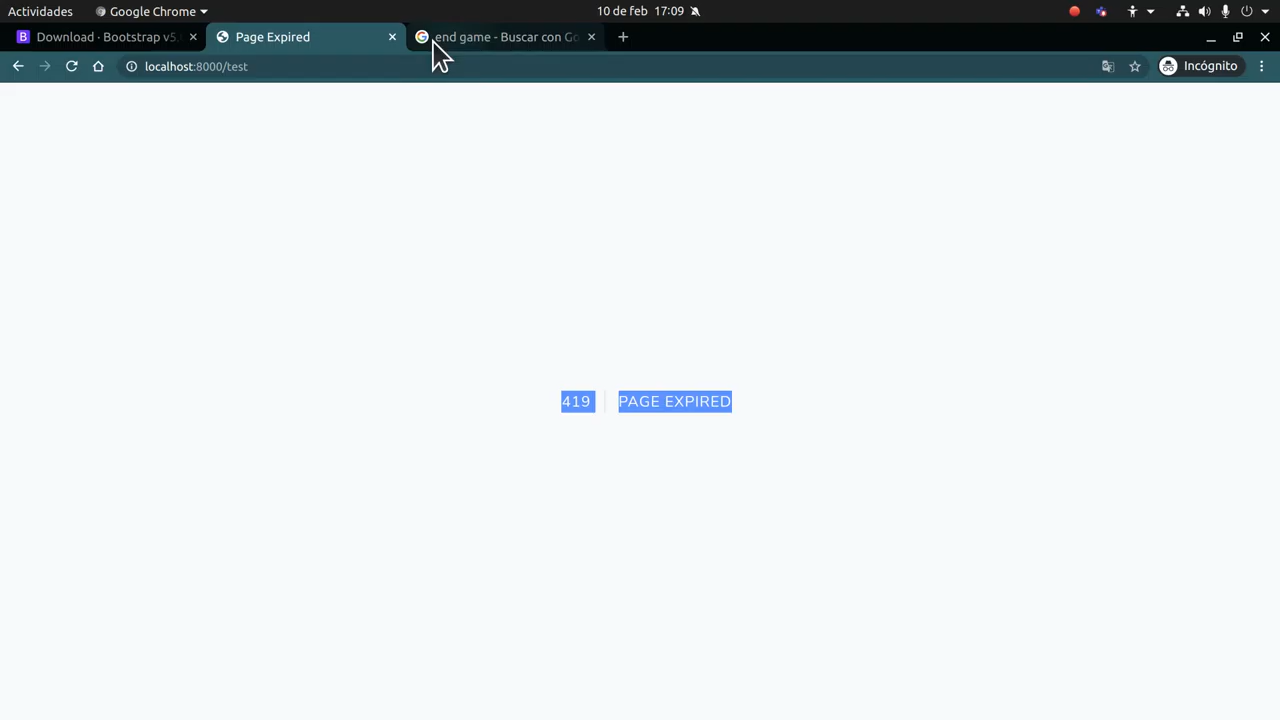 Actividades Google Chrome 10 de feb 17:09
Download · Bootstrap v5. Page Expired end game - Buscar con Go
localhost:8000/test Incógnito
419 PAGE EXPIRED